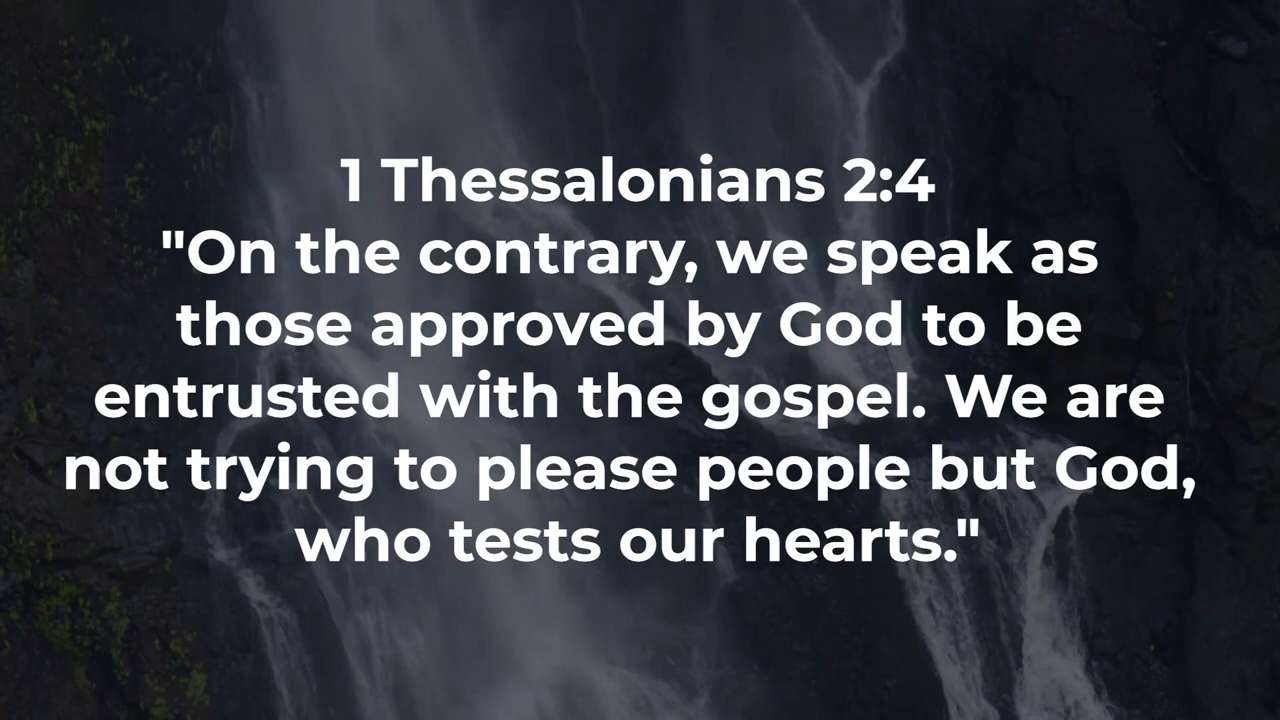 1 Thessalonians 2:4
"On the contrary, we speak as
those approved by God to be
entrusted with the gospel. We are
not trying to please people but God,
who tests our hearts."